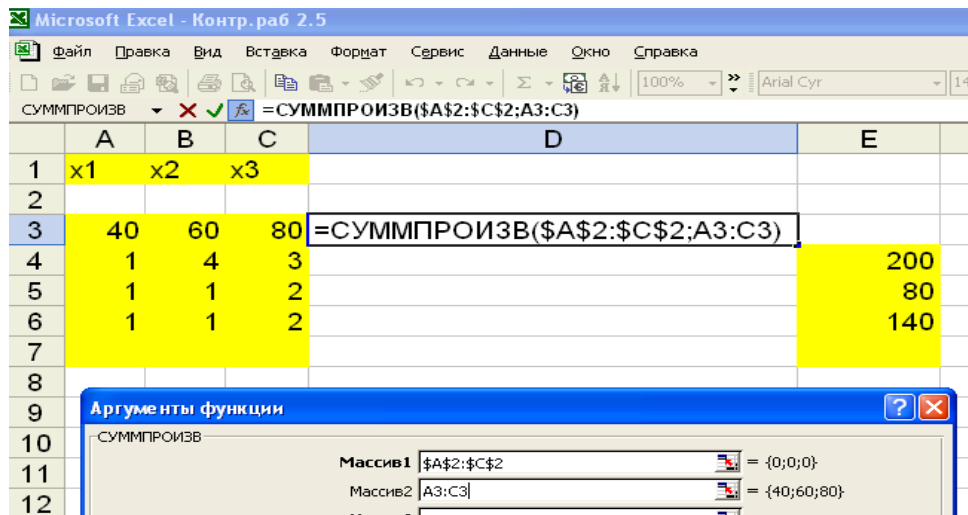 Microsoft Excel - Контр.раб 2.5
Файл Правка Вид Вставка Формат Сервис Данные Окно Справка
Σ 100% Arial Cyr 14
СУММПРОИЗВ fx =СУММПРОИЗВ($A$2:$C$2;A3:C3)
A B C D E
1 x1 x2 x3
2
3 40 60 80 =СУММПРОИЗВ($A$2:$C$2;A3:C3)
4 1 4 3 200
5 1 1 2 80
6 1 1 2 140
7
8
9 Аргументы функции
10 СУММПРОИЗВ
11 Массив1 $A$2:$C$2 = {0;0;0}
12 Массив2 A3:C3 = {40;60;80}